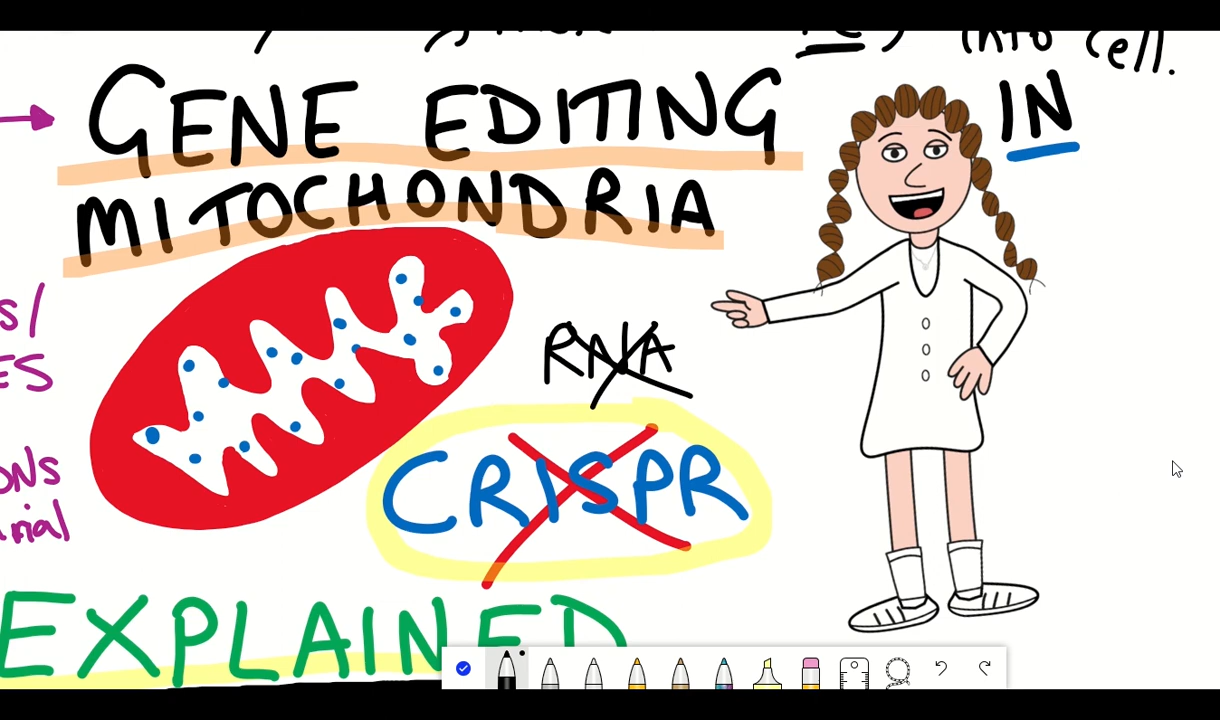 into cell.
GENE EDITING IN
MITOCHONDRIA
RNA
CRISPR
EXPLAINED